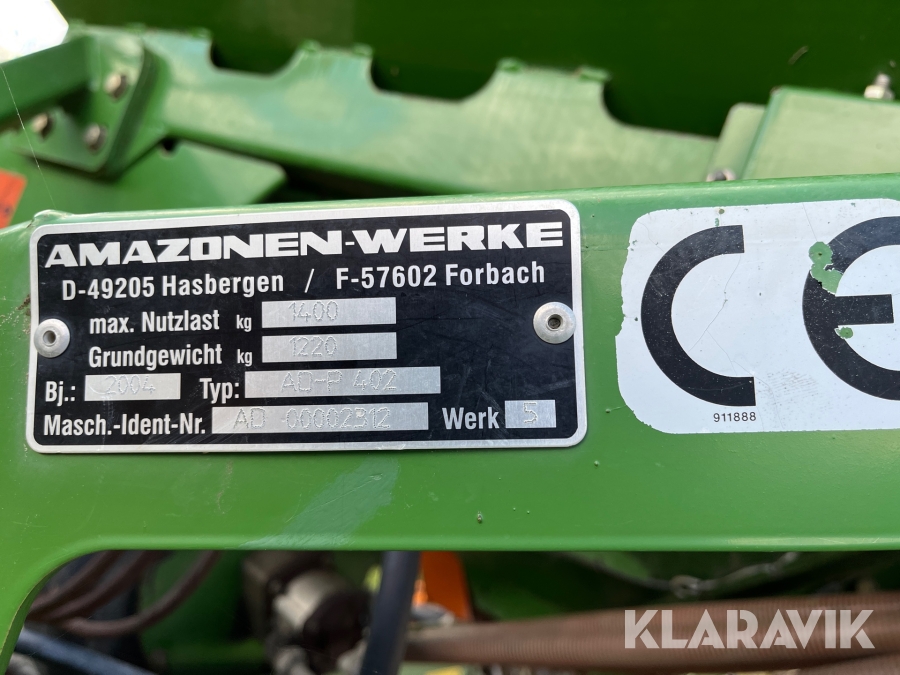 AMAZONEN-WERKE
D-49205 Hasbergen / F-57602 Forbach
max. Nutzlast kg 1400
Grundgewicht kg 1220
Bj.: 2004 Typ: AD-P 402
Masch.-Ident-Nr. AD 00002312 Werk 5
CE
911888
KLARAVIK